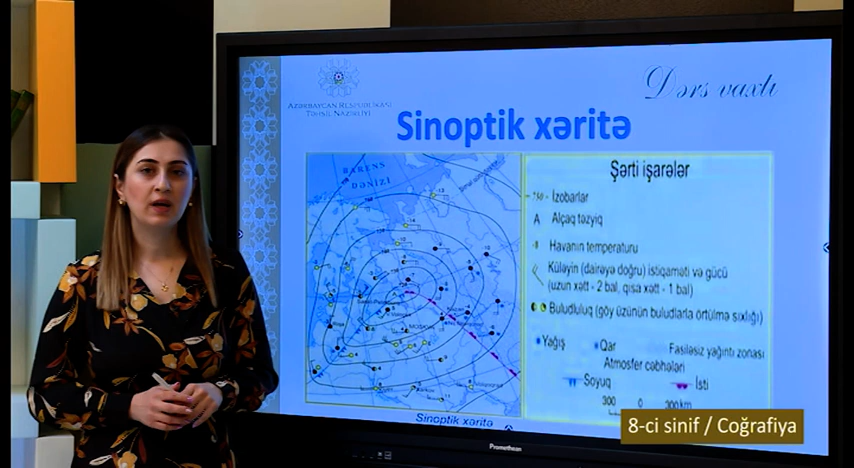 AZƏRBAYCAN RESPUBLİKASI
TƏHSİL NAZİRLİYİ
Dərs vaxtı
Sinoptik xəritə
BARENS
DƏNİZİ
MOSKVA
Sinoptik xəritə
Şərti işarələr
-750- İzobarlar
A Alçaq təzyiq
Havanın temperaturu
Küləyin (dairəyə doğru) istiqaməti və gücü
(uzun xətt - 2 bal, qısa xətt - 1 bal)
Buludluluq (göy üzünün buludlarla örtülmə sıxlığı)
Yağış Qar Fasiləsiz yağıntı zonası
Atmosfer cəbhələri
Soyuq İsti
300 0 300 km
8-ci sinif / Coğrafiya
Promethean